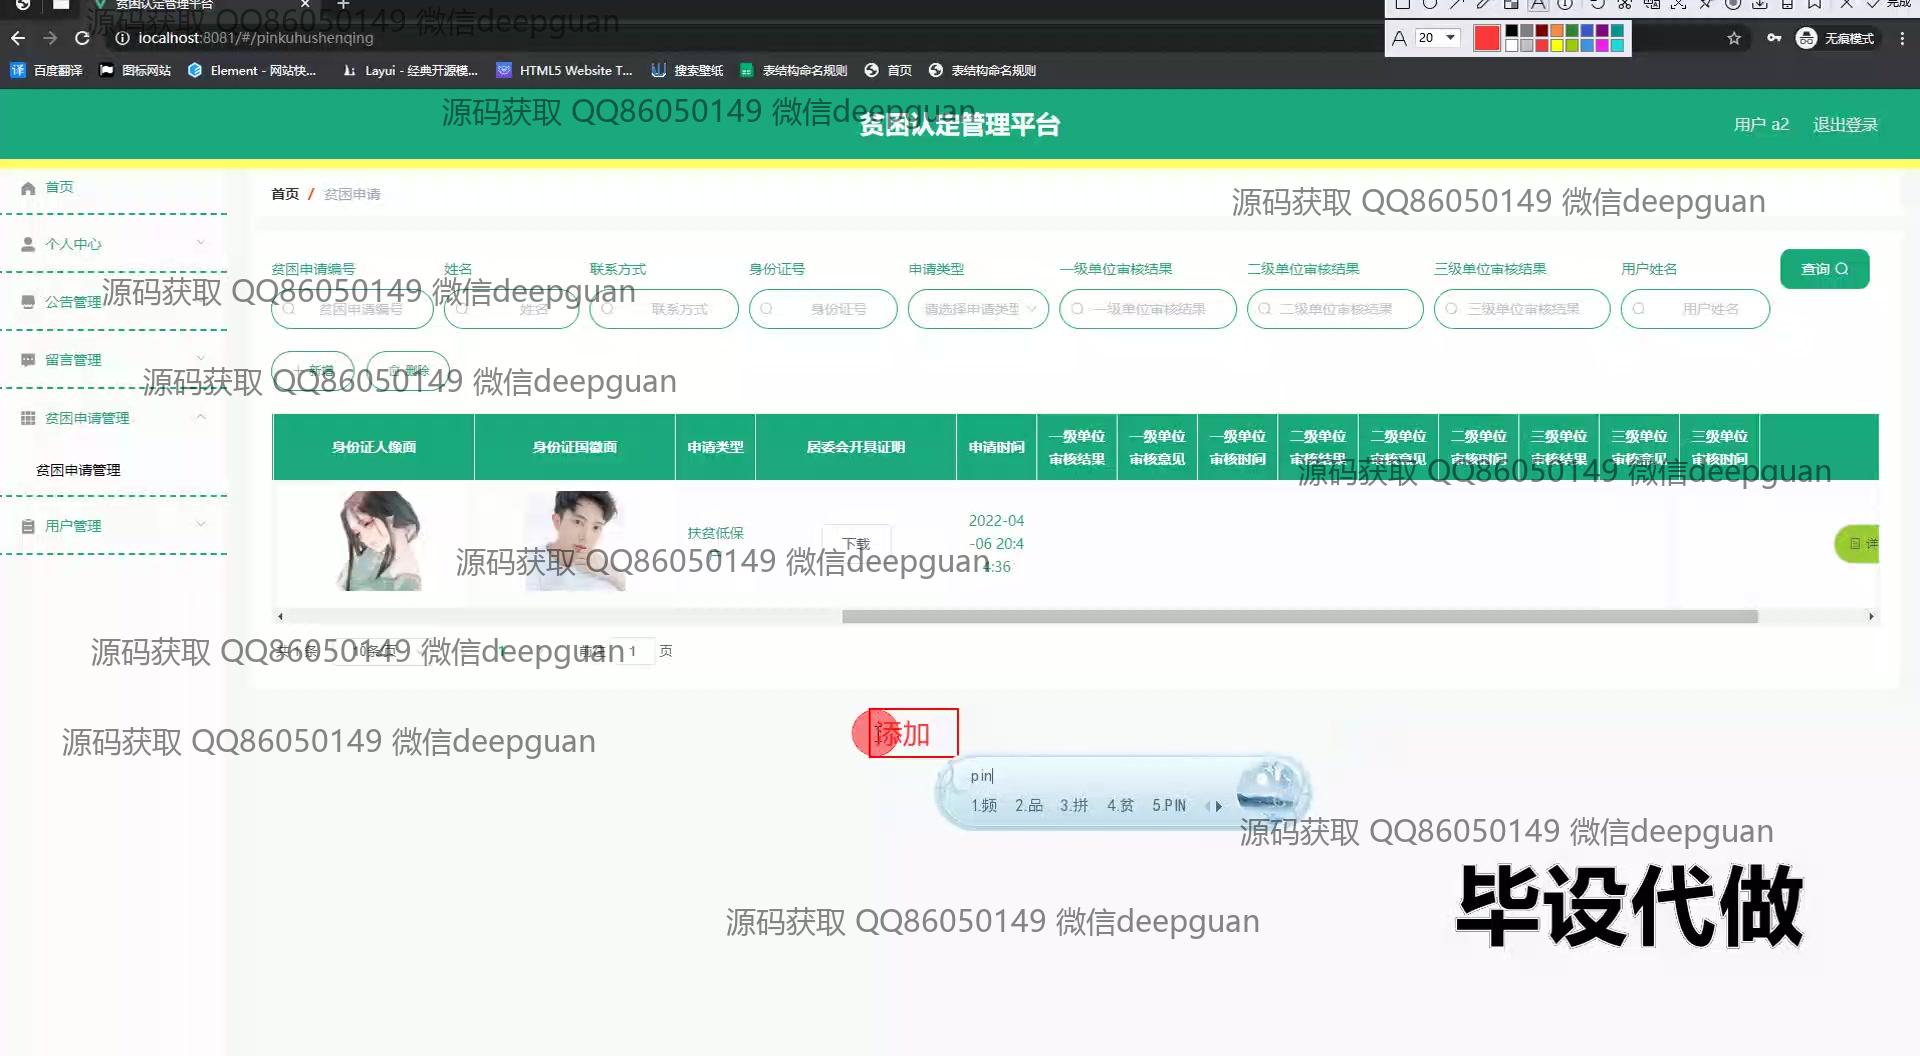 贫困认定管理平台
完成
localhost:8081/#/pinkuhushenqing
A 20
无痕模式
百度翻译 图标网站 Element - 网站快... Layui - 经典开源模... HTML5 Website T... 搜索壁纸 表结构命名规则 首页 表结构命名规则
源码获取 QQ86050149 微信deepguan
源码获取 QQ86050149 微信deepguan
贫困认定管理平台
用户 a2 退出登录
首页
首页 / 贫困申请
源码获取 QQ86050149 微信deepguan
个人中心
贫困申请编号 姓名 联系方式 身份证号 申请类型 一级单位审核结果 二级单位审核结果 三级单位审核结果 用户姓名
查询
源码获取 QQ86050149 微信deepguan
公告管理
贫困申请编号 姓名 联系方式 身份证号 请选择申请类型 一级单位审核结果 二级单位审核结果 三级单位审核结果 用户姓名
留言管理
新增 删除
源码获取 QQ86050149 微信deepguan
贫困申请管理
贫困申请管理
用户管理
身份证人像面 身份证国徽面 申请类型 居委会开具证明 申请时间 一级单位审核结果 一级单位审核意见 一级单位审核时间 二级单位审核结果 二级单位审核意见 二级单位审核时间 三级单位审核结果 三级单位审核意见 三级单位审核时间
源码获取 QQ86050149 微信deepguan
扶贫低保
下载
2022-04
-06 20:4
4:36
详
源码获取 QQ86050149 微信deepguan
共 1 条 10条/页 1 前往 1 页
源码获取 QQ86050149 微信deepguan
添加
源码获取 QQ86050149 微信deepguan
pin
1.频 2.品 3.拼 4.贫 5.PIN
源码获取 QQ86050149 微信deepguan
毕设代做
源码获取 QQ86050149 微信deepguan